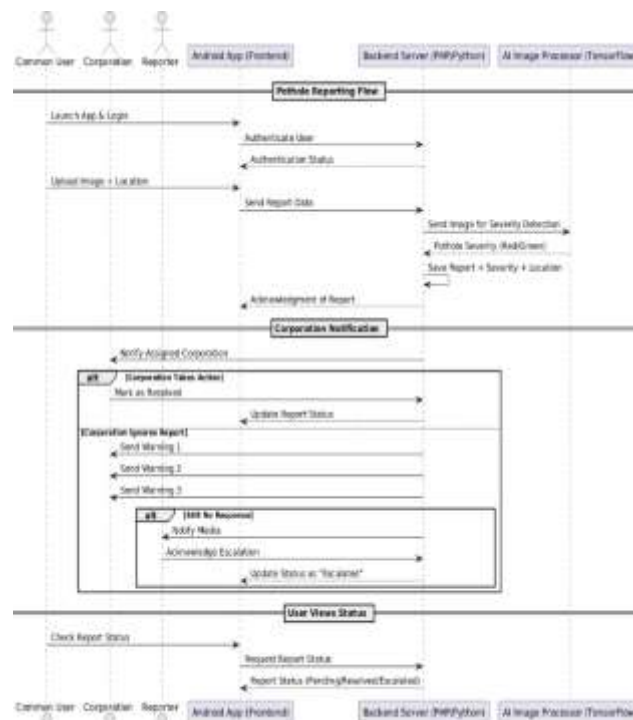 Common User Corporation Reporter Android App (Frontend) Backend Server (PHP/Python) AI Image Processor (TensorFlow
Pothole Reporting Flow
Launch App & Login
Authenticate User
Authentication Status
Upload Image + Location
Send Report Data
Send Image for Severity Detection
Pothole Severity (Red/Green)
Save Report + Severity + Location
Acknowledgment of Report
Corporation Notification
Notify Assigned Corporation
alt [Corporation Takes Action]
Mark as Resolved
Update Report Status
[Corporation Ignores Report]
Send Warning 1
Send Warning 2
Send Warning 3
alt [Still No Response]
Notify Media
Acknowledge Escalation
Update Status as "Escalated"
User Views Status
Check Report Status
Request Report Status
Report Status (Pending/Resolved/Escalated)
Common User Corporation Reporter Android App (Frontend) Backend Server (PHP/Python) AI Image Processor (TensorFlow